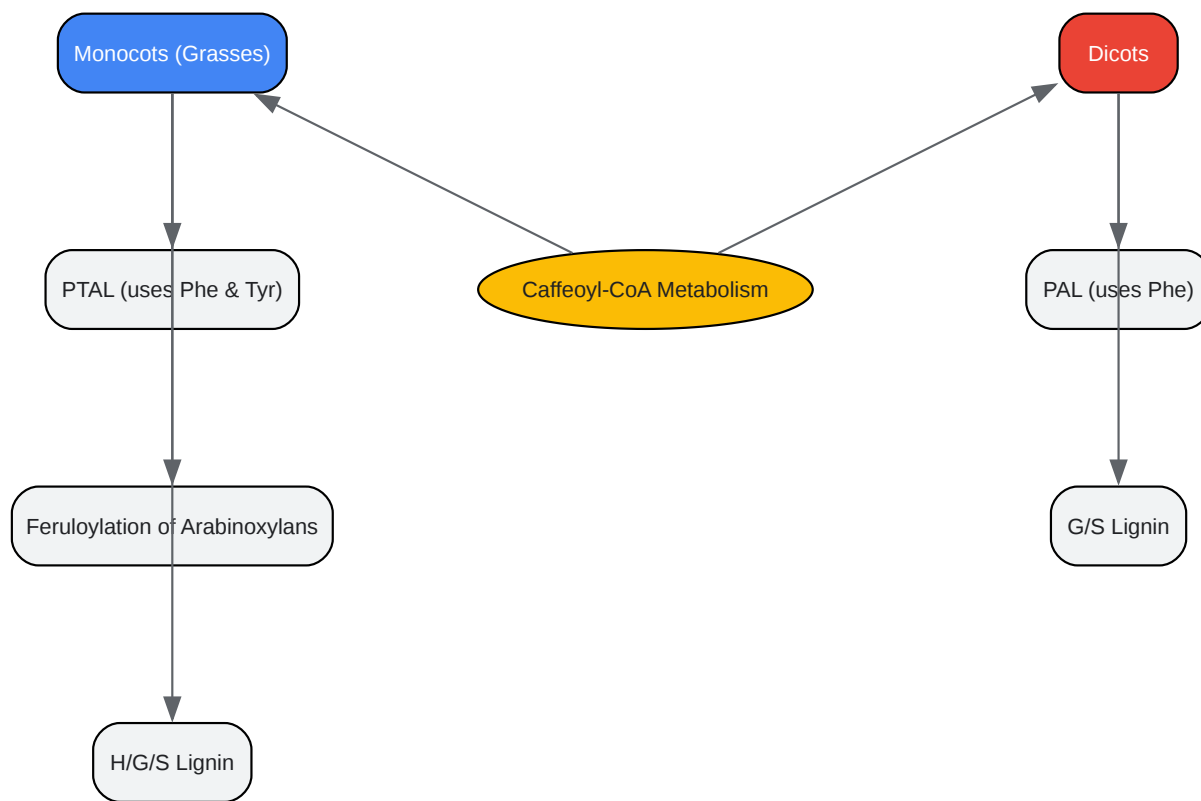 Monocots (Grasses)
Dicots
PTAL (uses Phe & Tyr)
Caffeoyl-CoA Metabolism
PAL (uses Phe)
Feruloylation of Arabinoxylans
G/S Lignin
H/G/S Lignin